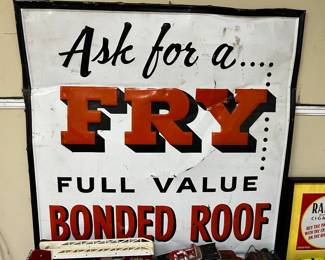 Ask for a....
FRY
FULL VALUE
BONDED ROOF